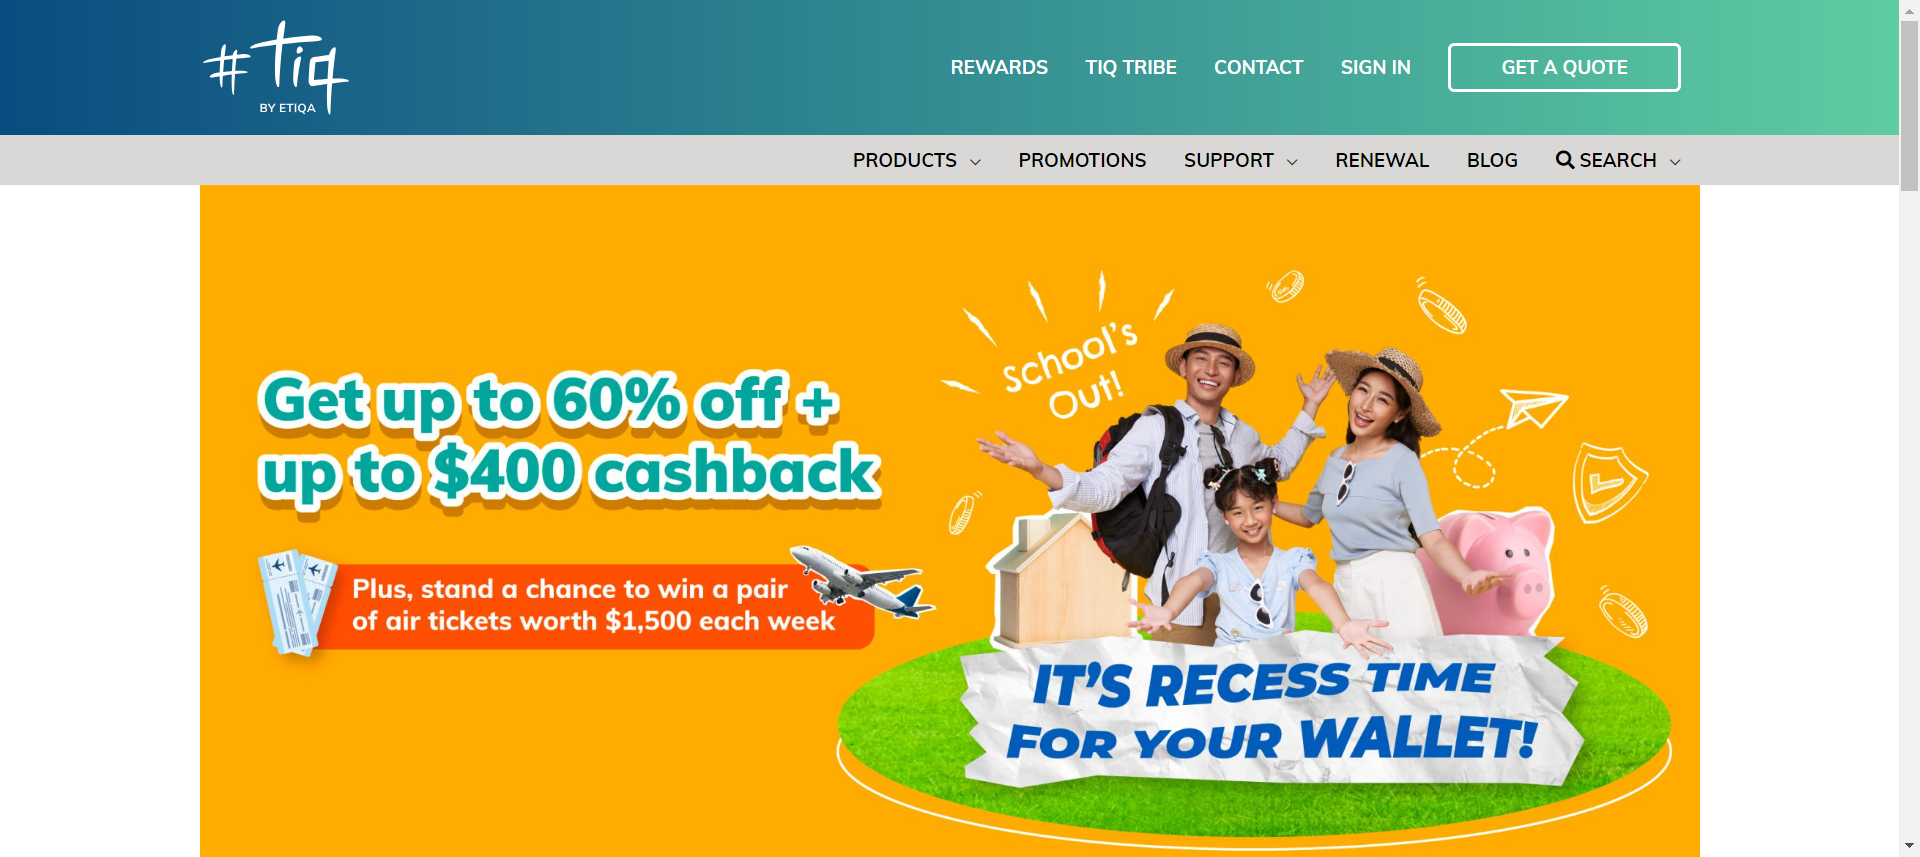 #tiq
BY ETIQA
REWARDS
TIQ TRIBE
CONTACT
SIGN IN
GET A QUOTE
PRODUCTS
PROMOTIONS
SUPPORT
RENEWAL
BLOG
SEARCH
Get up to 60% off +
up to $400 cashback
Plus, stand a chance to win a pair
of air tickets worth $1,500 each week
School's
Out!
IT'S RECESS TIME
FOR YOUR WALLET!